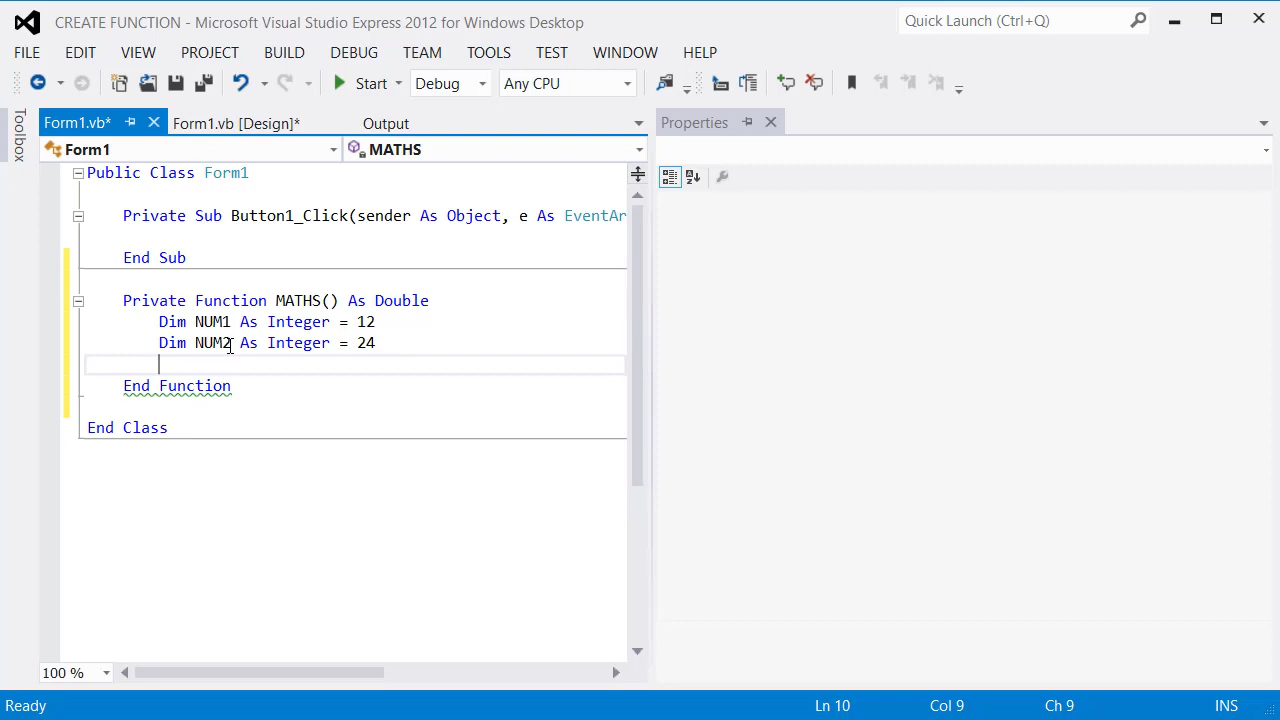 CREATE FUNCTION - Microsoft Visual Studio Express 2012 for Windows Desktop
Quick Launch (Ctrl+Q)
FILE EDIT VIEW PROJECT BUILD DEBUG TEAM TOOLS TEST WINDOW HELP
Start Debug Any CPU
Toolbox
Form1.vb* Form1.vb [Design]* Output
Properties
Form1 MATHS
Public Class Form1
Private Sub Button1_Click(sender As Object, e As EventAr
End Sub
Private Function MATHS() As Double
Dim NUM1 As Integer = 12
Dim NUM2 As Integer = 24
End Function
End Class
100 %
Ready Ln 10 Col 9 Ch 9 INS